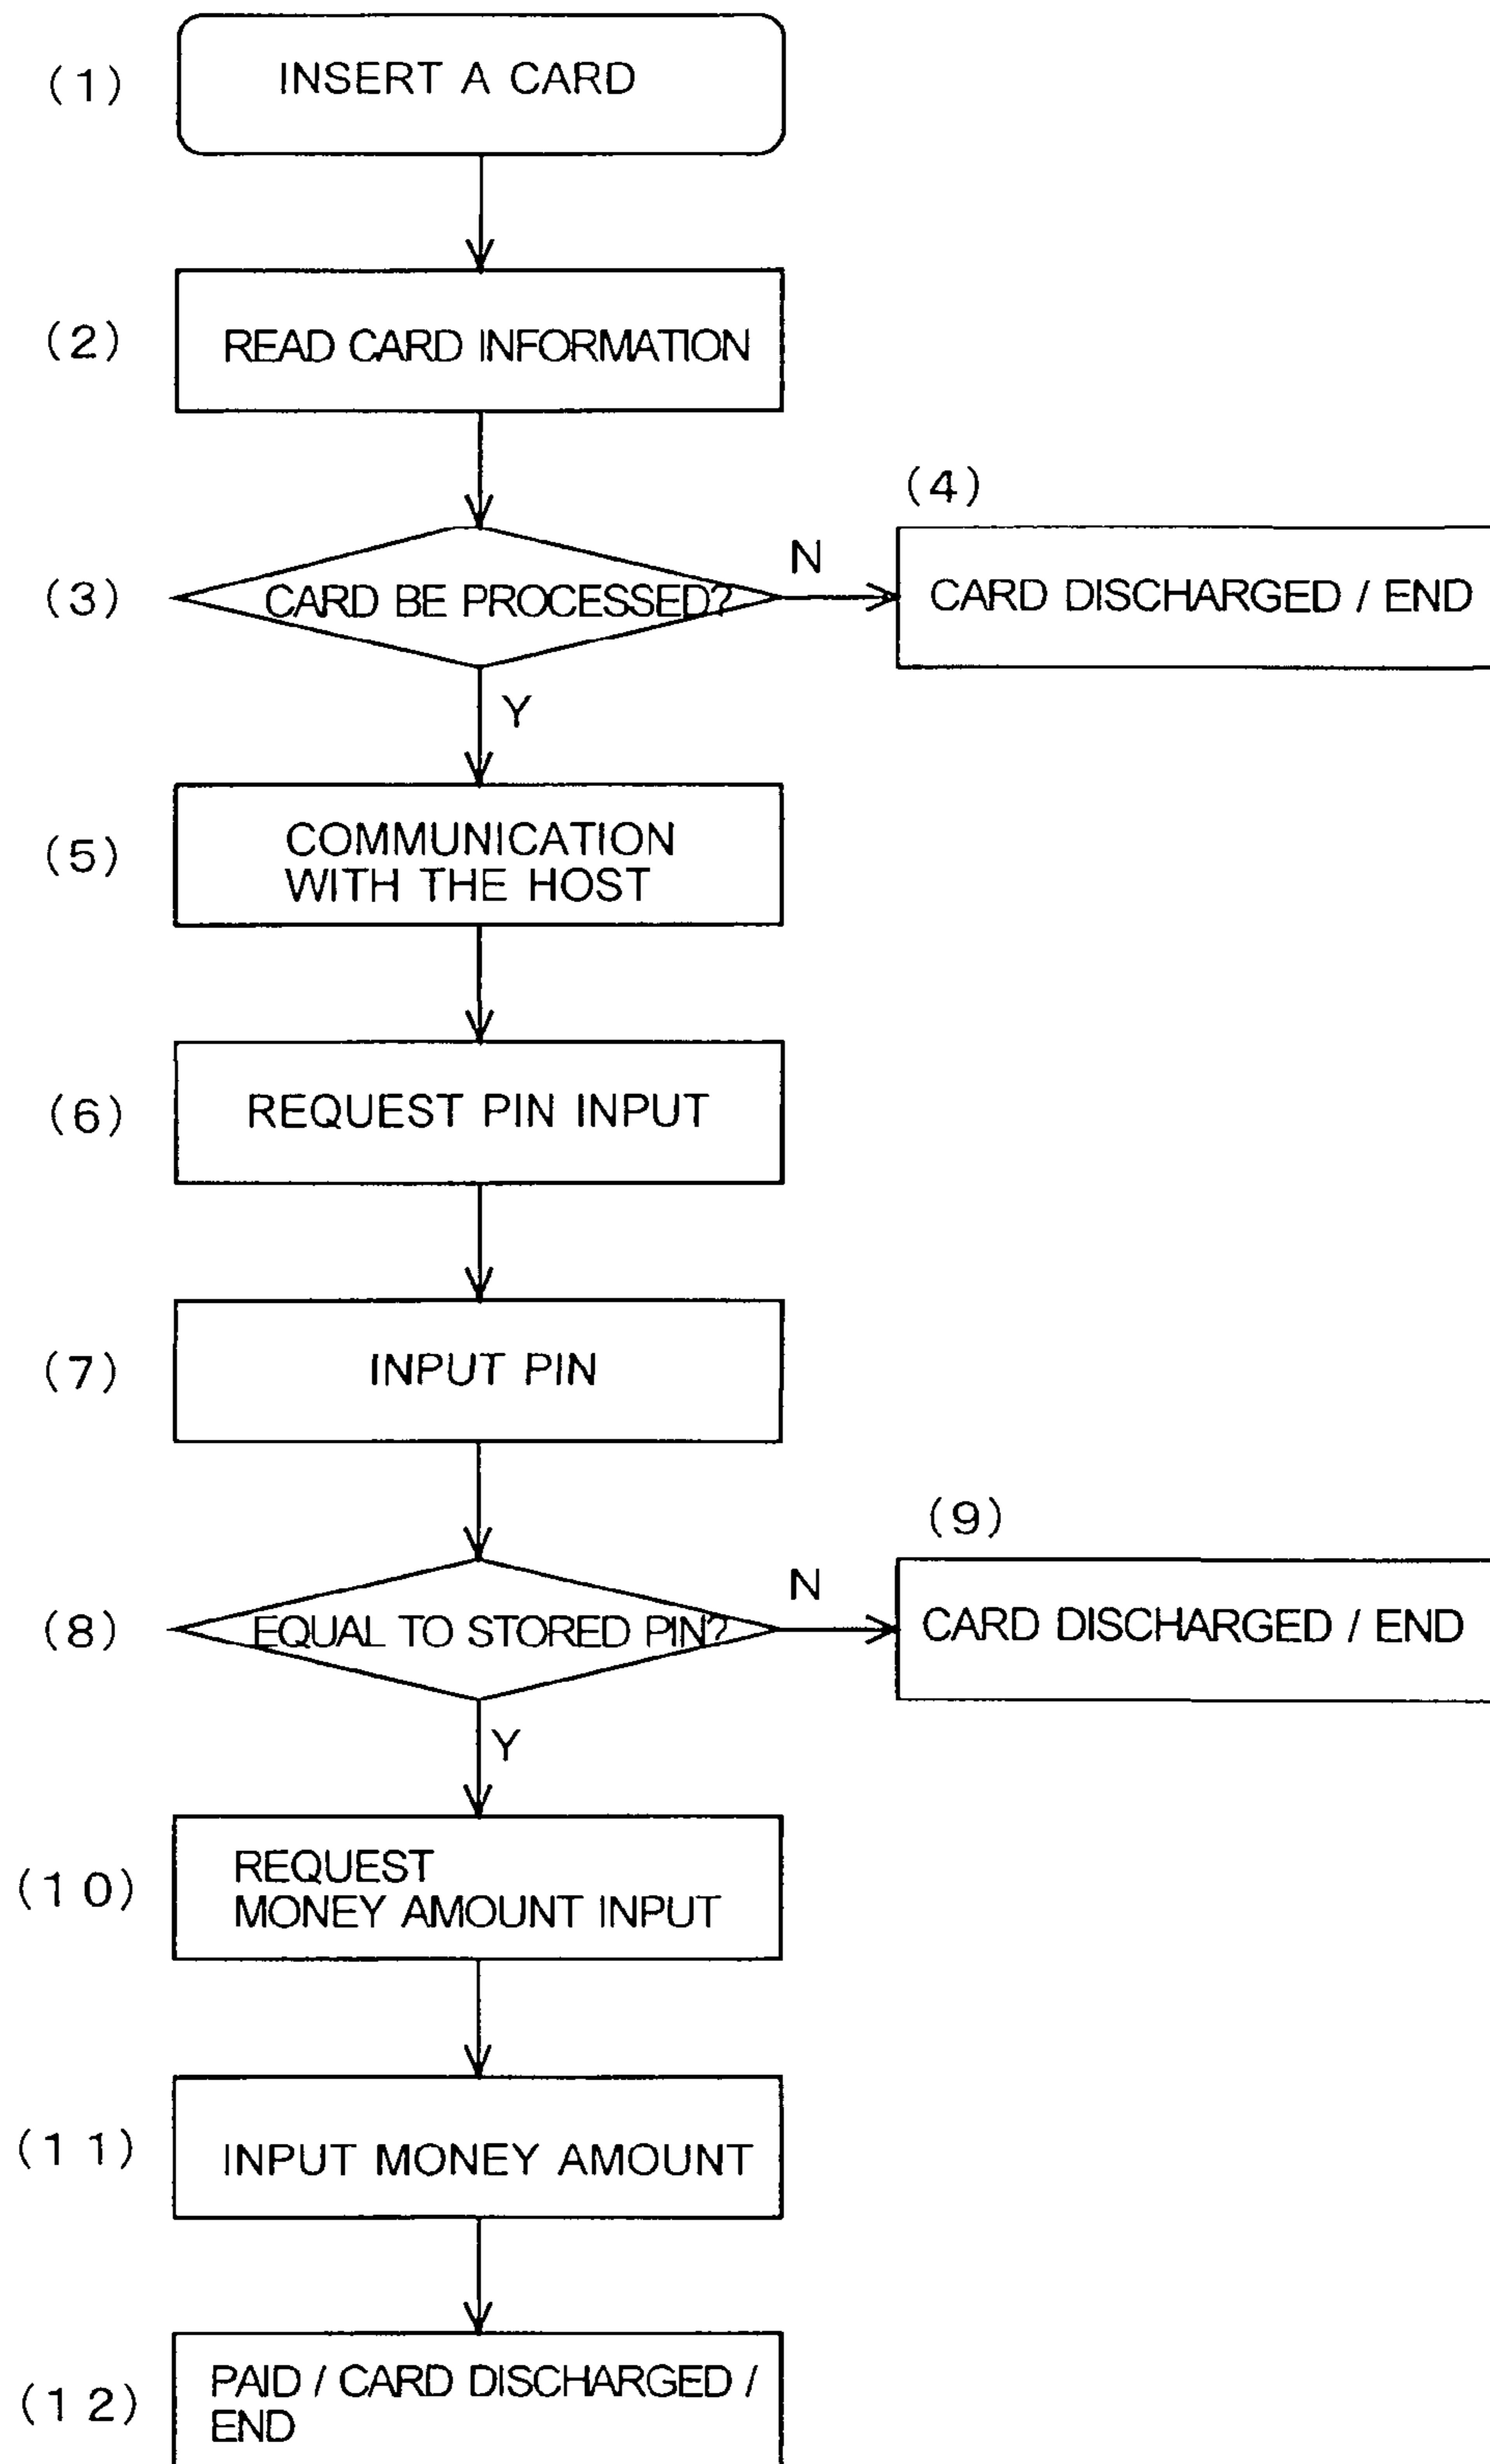 (1)
INSERT A CARD
(2)
READ CARD INFORMATION
(3)
CARD BE PROCESSED?
N
(4)
CARD DISCHARGED / END
Y
(5)
COMMUNICATION
WITH THE HOST
(6)
REQUEST PIN INPUT
(7)
INPUT PIN
(8)
EQUAL TO STORED PIN?
N
(9)
CARD DISCHARGED / END
Y
(10)
REQUEST
MONEY AMOUNT INPUT
(11)
INPUT MONEY AMOUNT
(12)
PAID / CARD DISCHARGED /
END